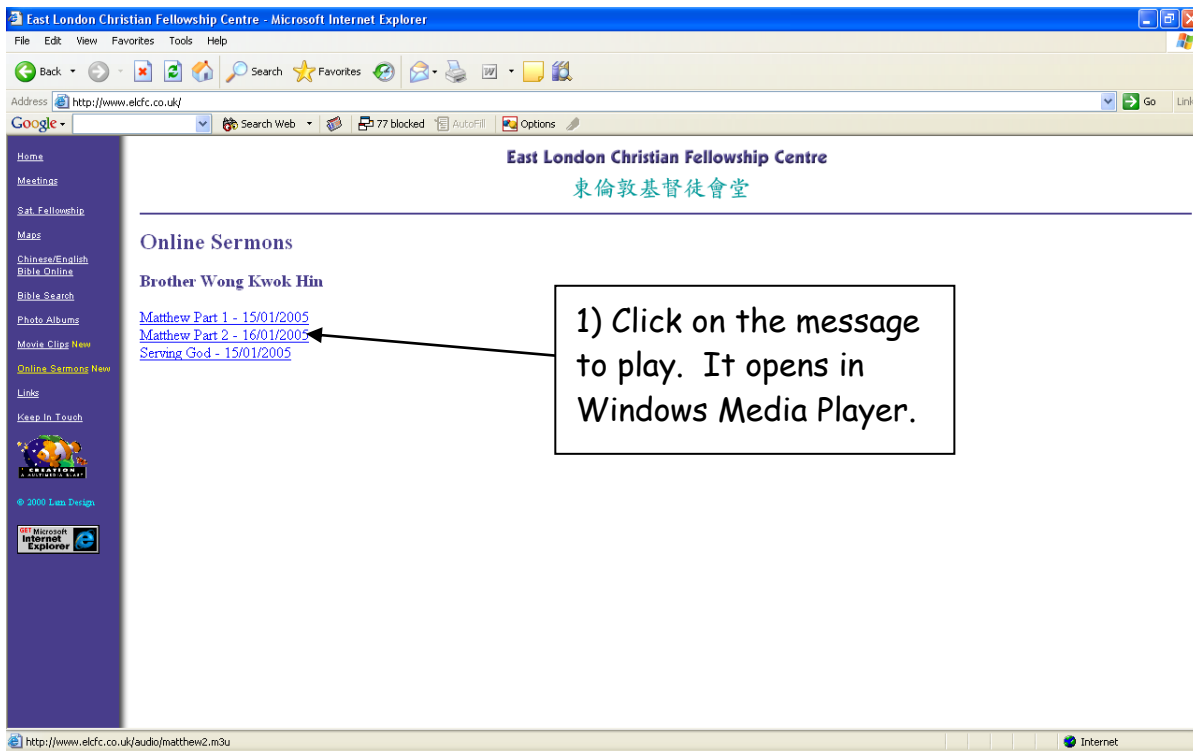 East London Christian Fellowship Centre - Microsoft Internet Explorer
File Edit View Favorites Tools Help
Back Search Favorites
Address http://www.elcfc.co.uk/ Go Link
Google Search Web 77 blocked AutoFill Options
Home
Meetings
Sat. Fellowship
Maps
Chinese/English
Bible Online
Bible Search
Photo Albums
Movie Clips New
Online Sermons New
Links
Keep In Touch
CREATION
A MULTIMEDIA BLAST
© 2000 Lam Design
GET Microsoft
Internet
Explorer
East London Christian Fellowship Centre
東倫敦基督徒會堂
Online Sermons
Brother Wong Kwok Hin
Matthew Part 1 - 15/01/2005
Matthew Part 2 - 16/01/2005
Serving God - 15/01/2005
1) Click on the message
to play. It opens in
Windows Media Player.
http://www.elcfc.co.uk/audio/matthew2.m3u Internet